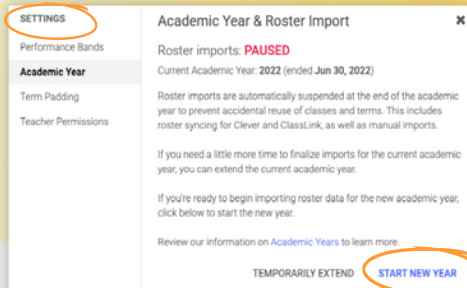 SETTINGS
Performance Bands
Academic Year
Term Padding
Teacher Permissions
Academic Year & Roster Import
Roster imports: PAUSED
Current Academic Year: 2022 (ended Jun 30, 2022)
Roster imports are automatically suspended at the end of the academic
year to prevent accidental reuse of classes and terms. This includes
roster syncing for Clever and ClassLink, as well as manual imports.
If you need a little more time to finalize imports for the current academic
year, you can extend the current academic year.
If you're ready to begin importing roster data for the new academic year,
click below to start the new year.
Review our information on Academic Years to learn more.
TEMPORARILY EXTEND
START NEW YEAR